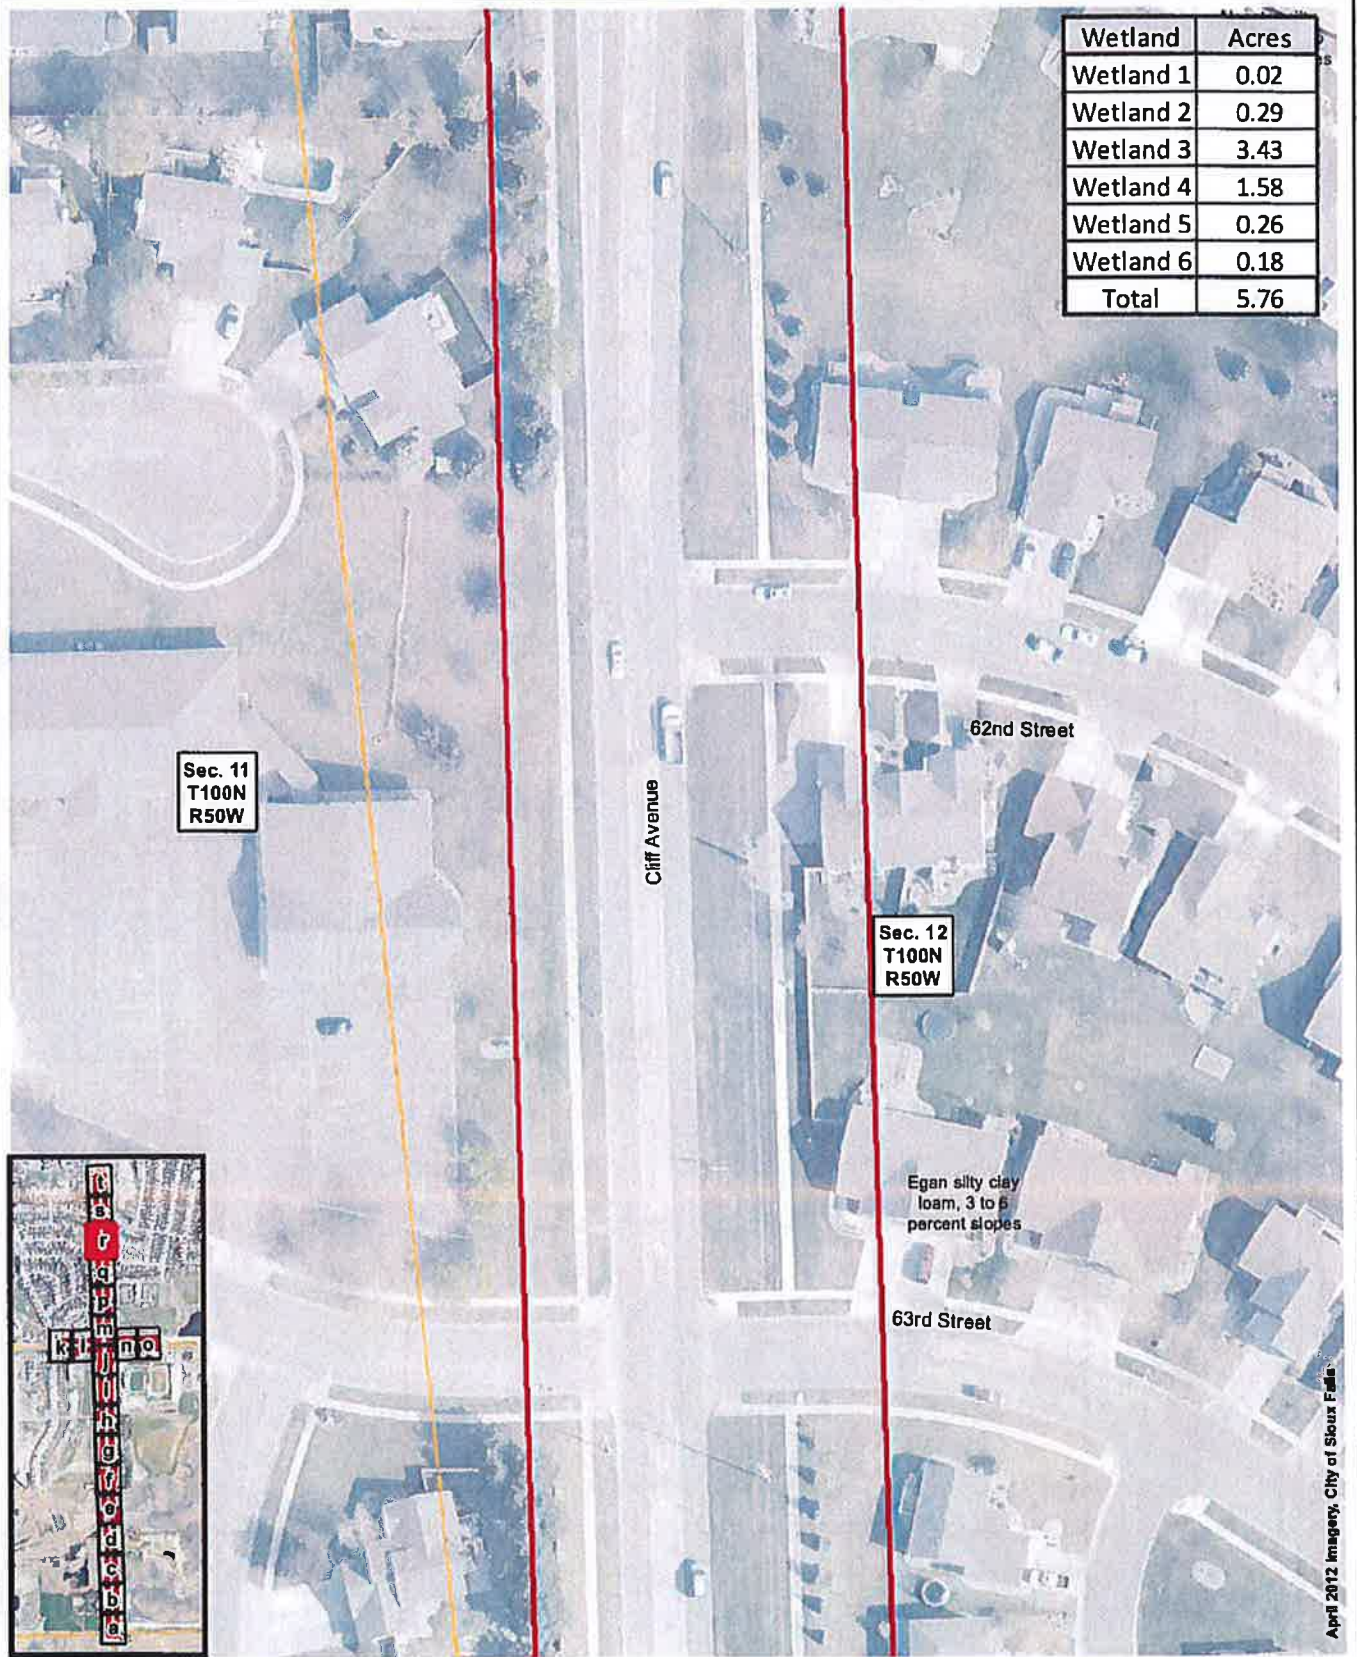 Wetland Acres
Wetland 1 0.02
Wetland 2 0.29
Wetland 3 3.43
Wetland 4 1.58
Wetland 5 0.26
Wetland 6 0.18
Total 5.76
62nd Street
Sec. 11
T100N
R50W
Cliff Avenue
Sec. 12
T100N
R50W
Egan silty clay
loam, 3 to 6
percent slopes
63rd Street
t
s
r
q
p
m
k l n o
j
i
h
g
f
e
d
c
b
a
April 2012 Imagery, City of Sioux Falls